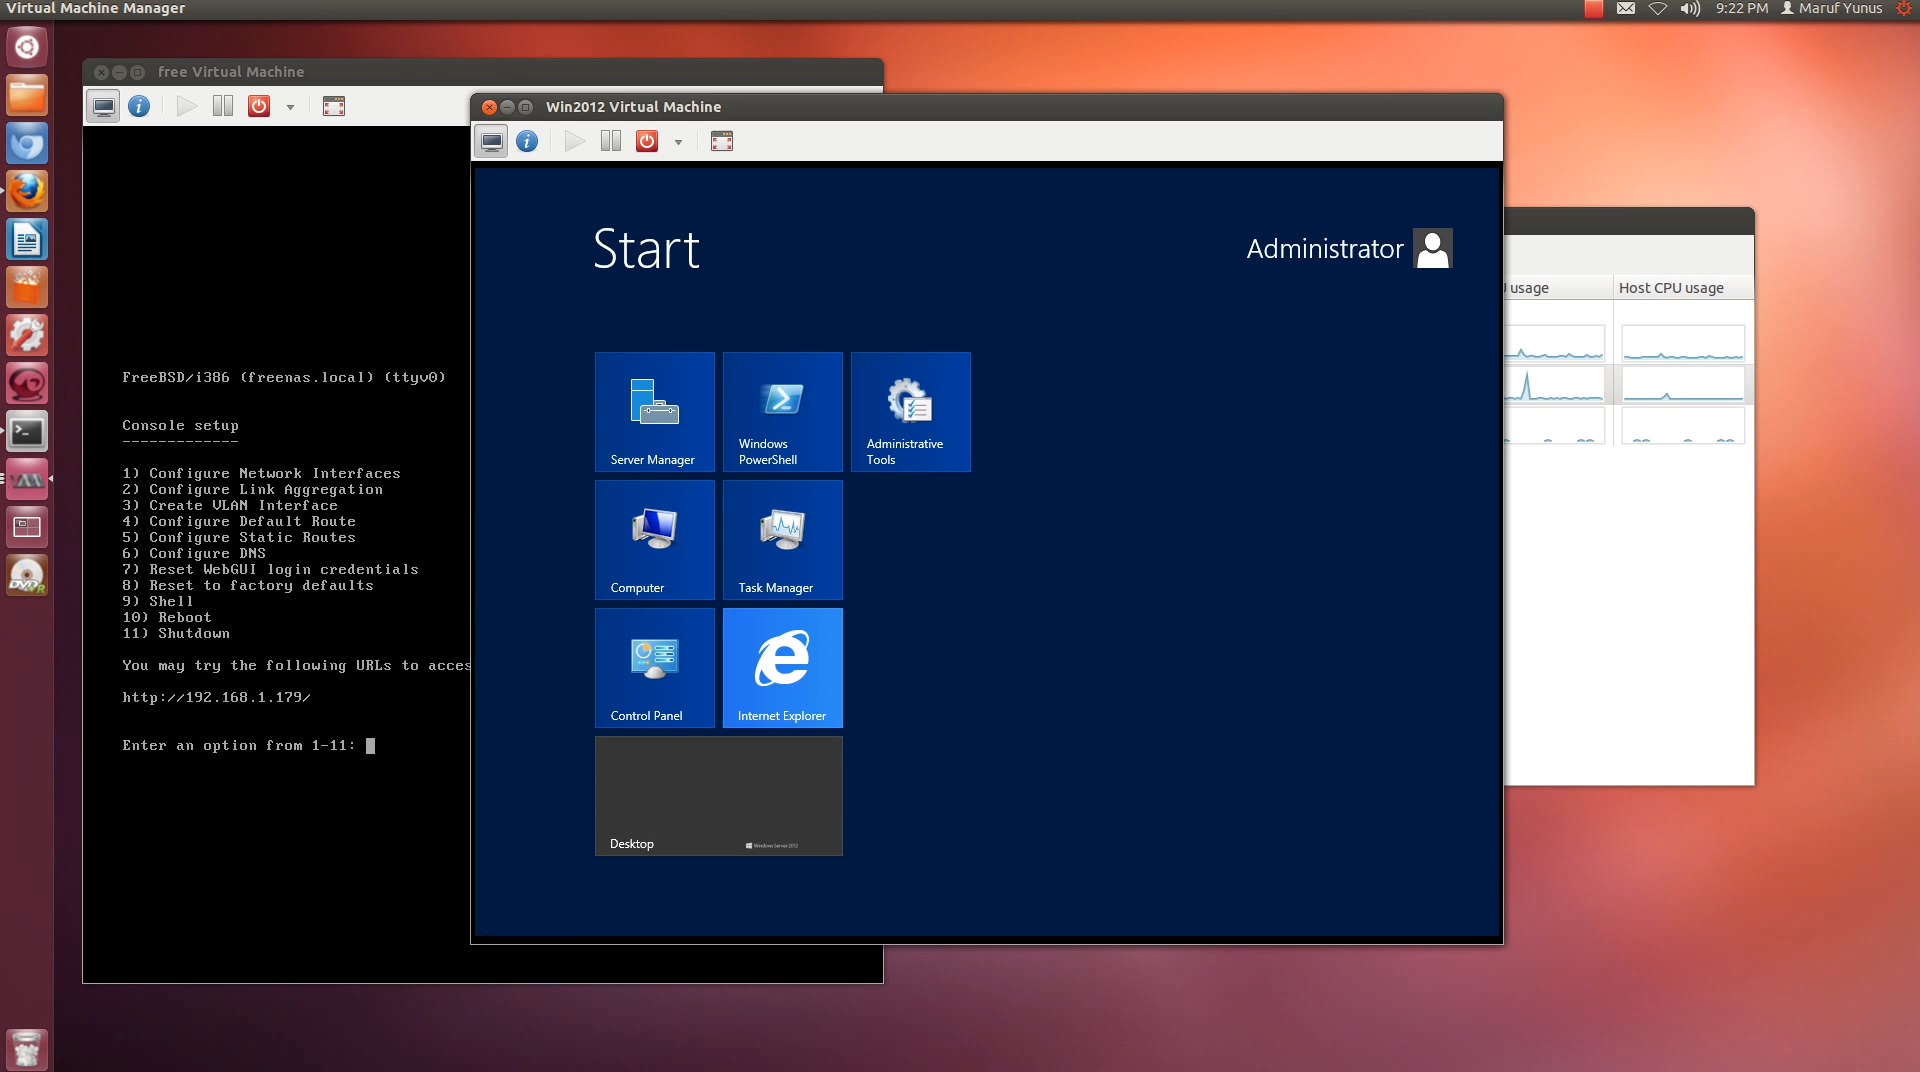 Virtual Machine Manager
9:22 PM
Maruf Yunus
free Virtual Machine
FreeBSD/i386 (freenas.local) (ttyv0)
Console setup
-------------
1) Configure Network Interfaces
2) Configure Link Aggregation
3) Create VLAN Interface
4) Configure Default Route
5) Configure Static Routes
6) Configure DNS
7) Reset WebGUI login credentials
8) Reset to factory defaults
9) Shell
10) Reboot
11) Shutdown
You may try the following URLs to acces
http://192.168.1.179/
Enter an option from 1-11:
Win2012 Virtual Machine
Start
Administrator
Server Manager
Windows
PowerShell
Administrative
Tools
Computer
Task Manager
Control Panel
Internet Explorer
Desktop
Windows Server 2012
usage
Host CPU usage